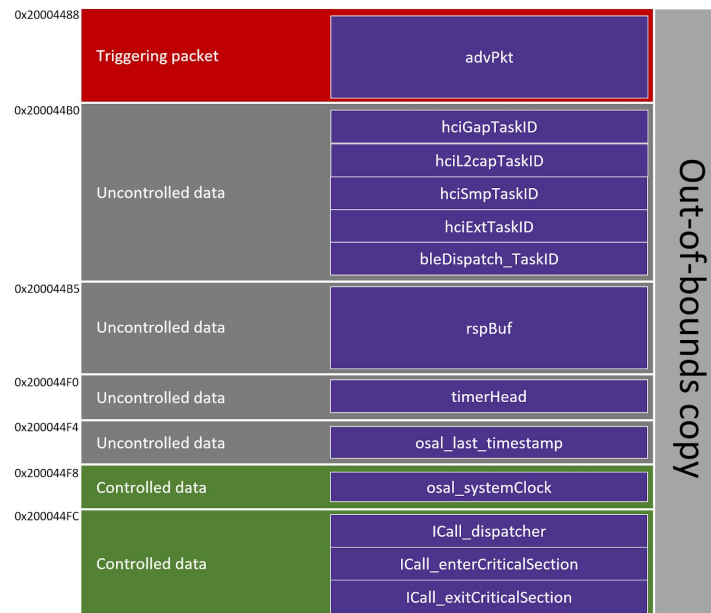 0x20004488
Triggering packet
advPkt
0x200044B0
Uncontrolled data
hciGapTaskID
hciL2capTaskID
hciSmpTaskID
hciExtTaskID
bleDispatch_TaskID
0x200044B5
Uncontrolled data
rspBuf
0x200044F0
Uncontrolled data
timerHead
0x200044F4
Uncontrolled data
osal_last_timestamp
0x200044F8
Controlled data
osal_systemClock
0x200044FC
Controlled data
ICall_dispatcher
ICall_enterCriticalSection
ICall_exitCriticalSection
Out-of-bounds copy